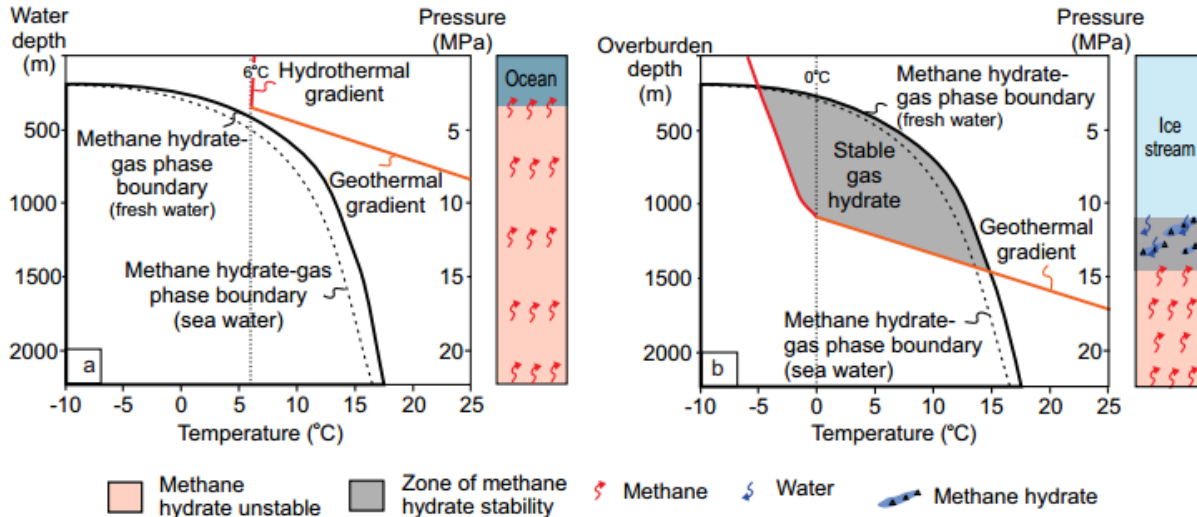 Water
depth
(m)
Pressure
(MPa)
6°C
Hydrothermal
gradient
Ocean
500
1000
1500
2000
5
10
15
20
Methane hydrate-
gas phase
boundary
(fresh water)
Geothermal
gradient
Methane hydrate-gas
phase boundary
(sea water)
a
-10
-5
0
5
10
15
20
25
Temperature (°C)
Overburden
depth
(m)
Pressure
(MPa)
0°C
Methane hydrate-
gas phase boundary
(fresh water)
Stable
gas
hydrate
Ice
stream
500
1000
1500
2000
5
10
15
20
Geothermal
gradient
Methane hydrate-
gas phase boundary
(sea water)
b
-10
-5
0
5
10
15
20
25
Temperature (°C)
Methane
hydrate unstable
Zone of methane
hydrate stability
Methane
Water
Methane hydrate